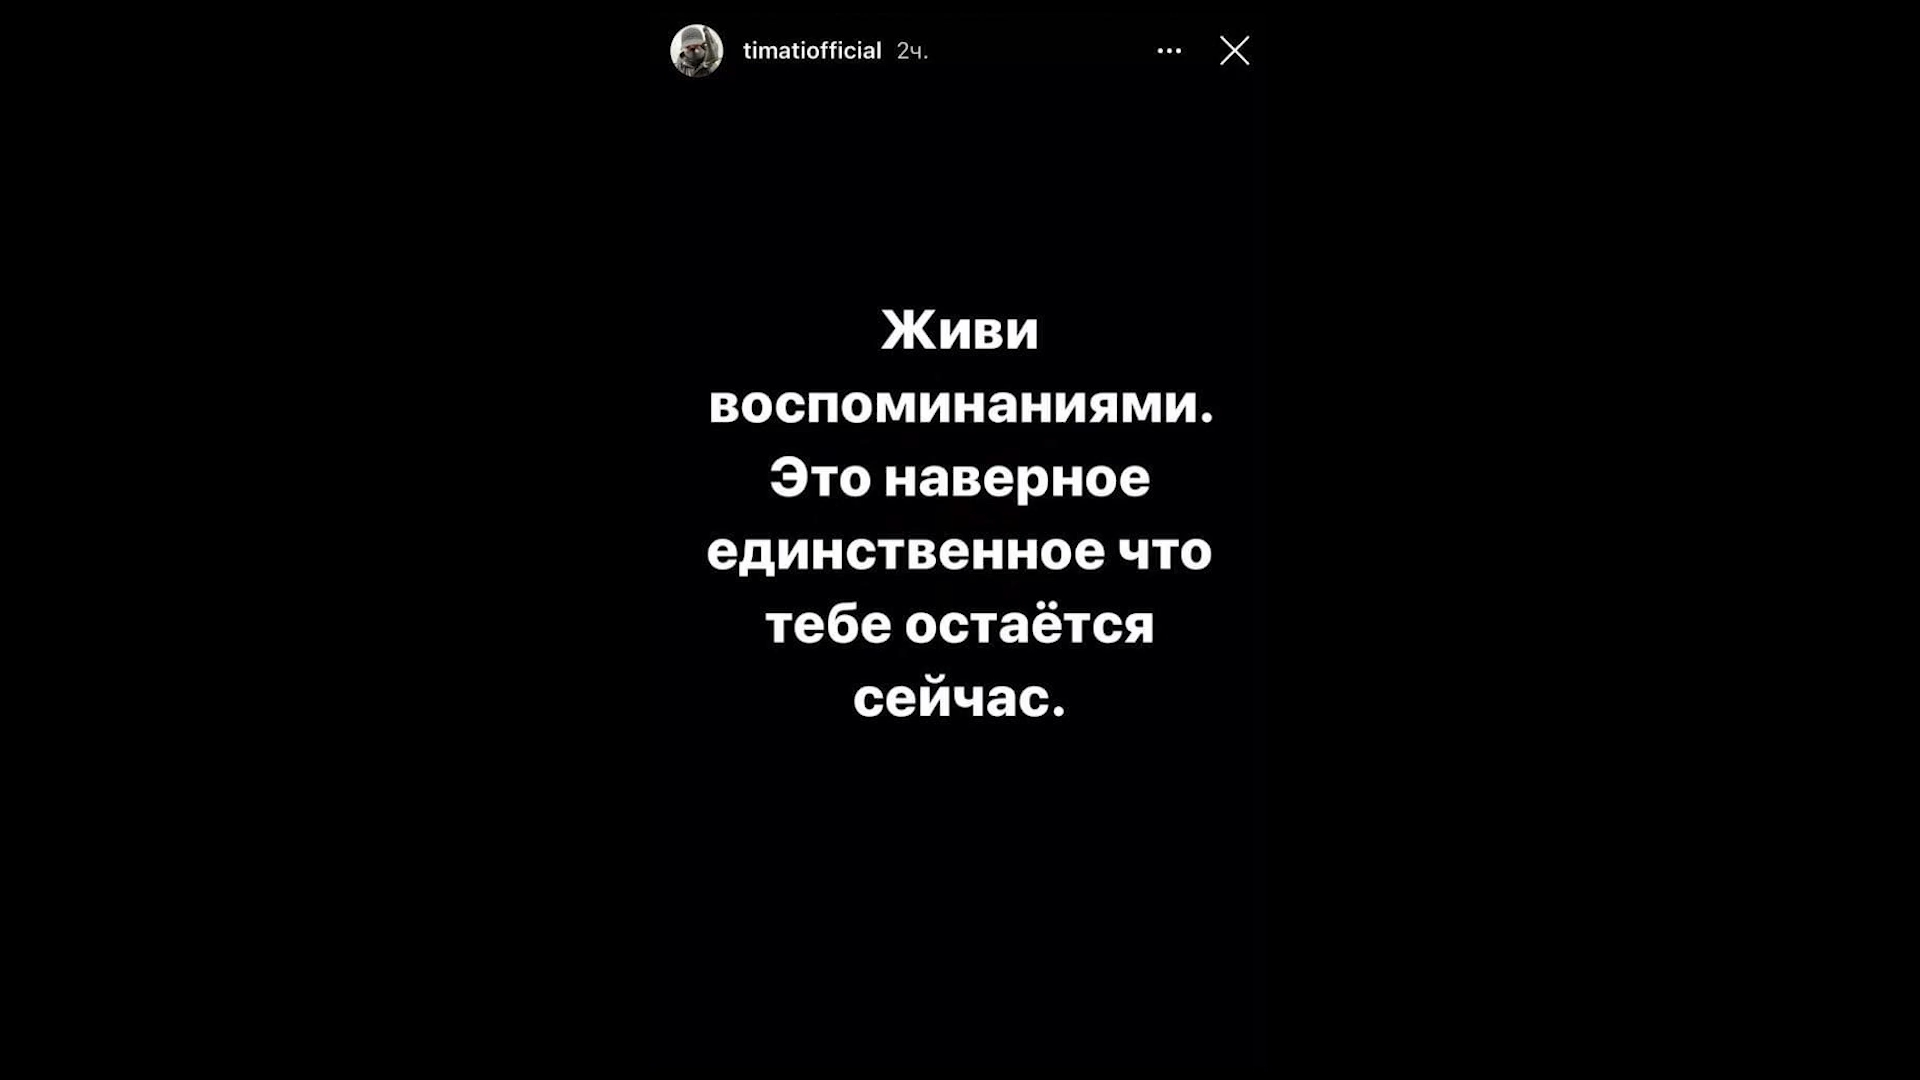 timatiofficial 2ч.
Живи
воспоминаниями.
Это наверное
единственное что
тебе остаётся
сейчас.